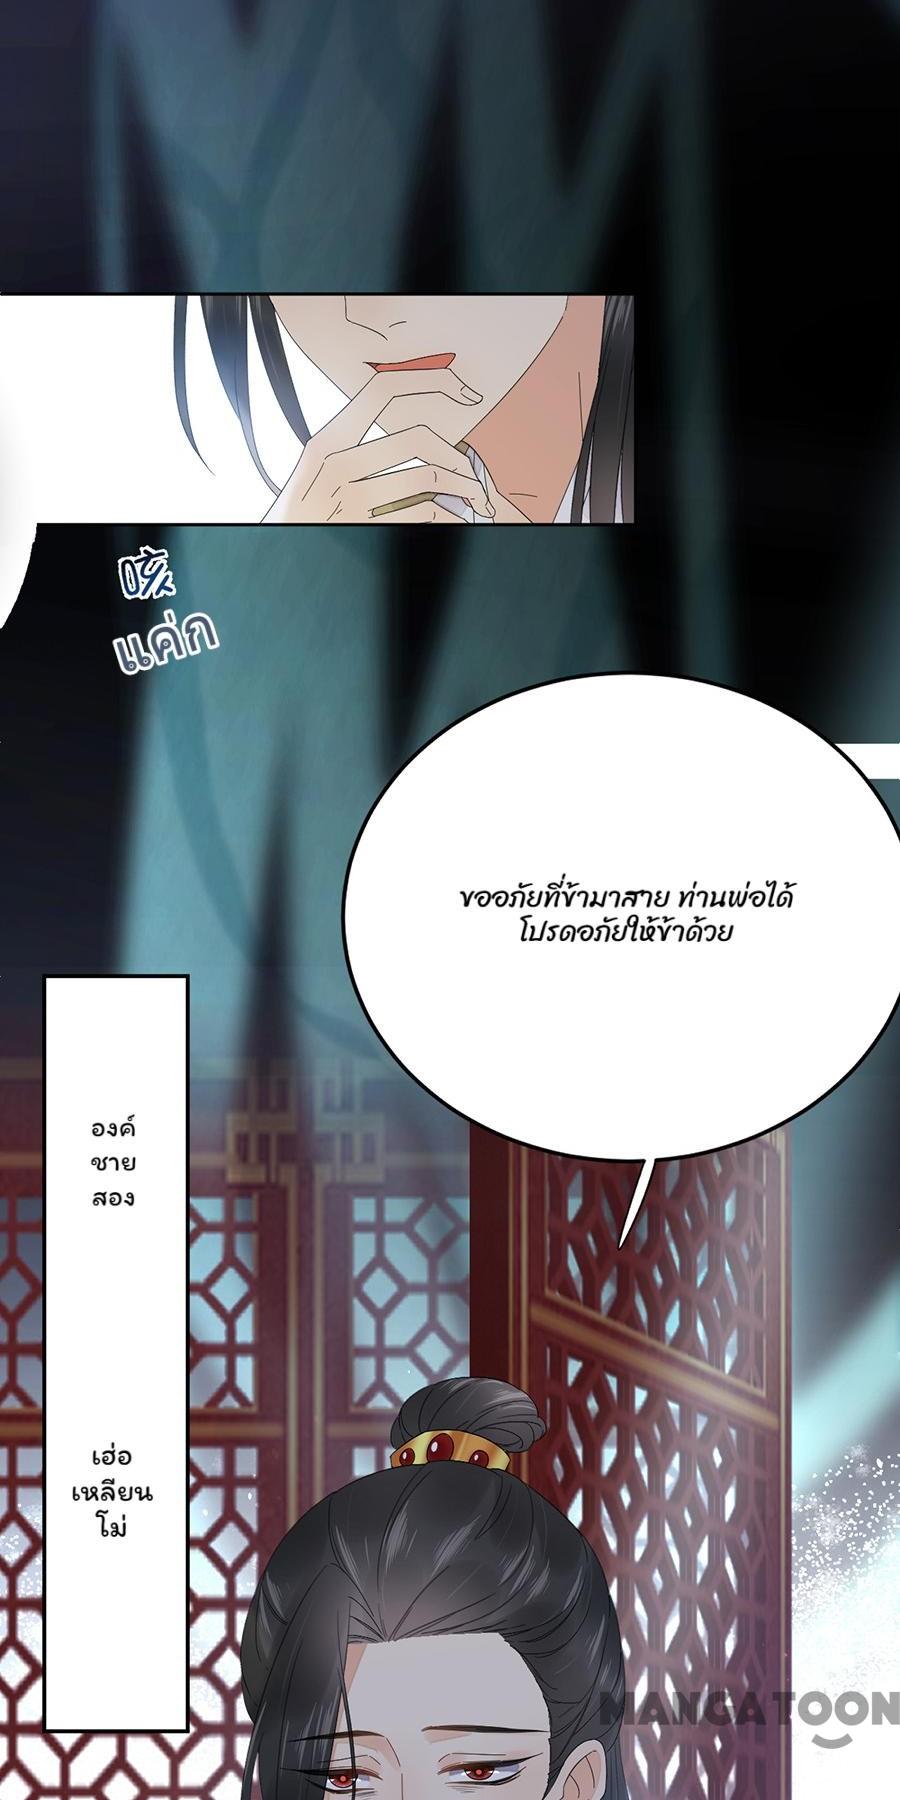 咳
แค่ก
ขออภัยที่ข้ามาสาย ท่านพ่อได้
โปรดอภัยให้ข้าด้วย
องค์
ชาย
สอง
เฮ่อ
เหลียน
โม่
MANGATOON